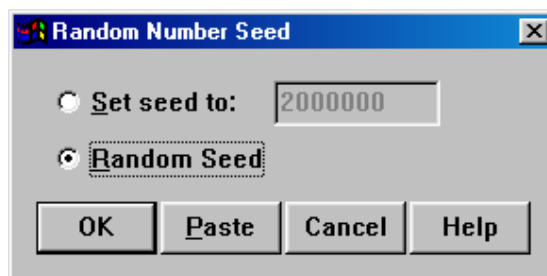 Random Number Seed
Set seed to: 2000000
Random Seed
OK Paste Cancel Help